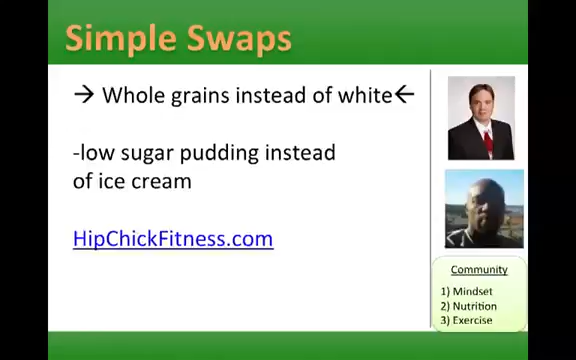 Simple Swaps
→ Whole grains instead of white←
-low sugar pudding instead
of ice cream
HipChickFitness.com
Community
1) Mindset
2) Nutrition
3) Exercise